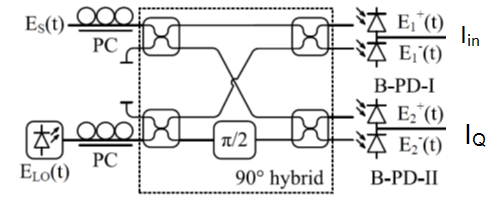 E_S(t)
PC
E_1^+(t)
E_1^-(t)
I_in
B-PD-I
E_LO(t)
PC
π/2
90° hybrid
E_2^+(t)
E_2^-(t)
I_Q
B-PD-II